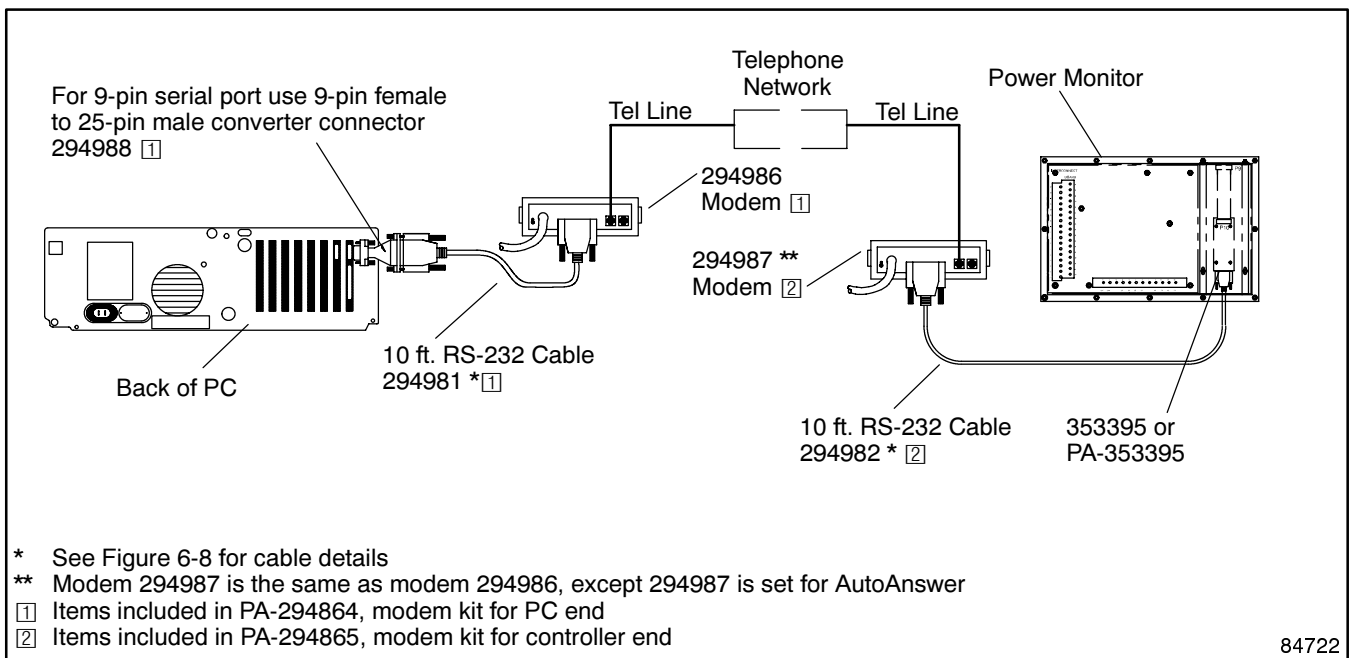 For 9-pin serial port use 9-pin female
to 25-pin male converter connector
294988 1
Tel Line
Telephone
Network
Tel Line
Power Monitor
294986
Modem 1
294987 **
Modem 2
10 ft. RS-232 Cable
294981 * 1
Back of PC
10 ft. RS-232 Cable
294982 * 2
353395 or
PA-353395
* See Figure 6-8 for cable details
** Modem 294987 is the same as modem 294986, except 294987 is set for AutoAnswer
1 Items included in PA-294864, modem kit for PC end
2 Items included in PA-294865, modem kit for controller end
84722